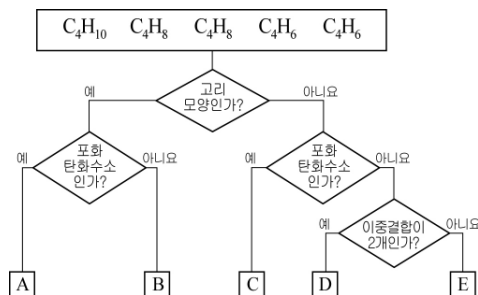 C₄H₁₀ C₄H₈ C₄H₈ C₄H₆ C₄H₆
고리
모양인가?
예
아니요
포화
탄화수소
인가?
예
아니요
포화
탄화수소
인가?
예
아니요
이중결합이
2개인가?
예
아니요
A B C D E